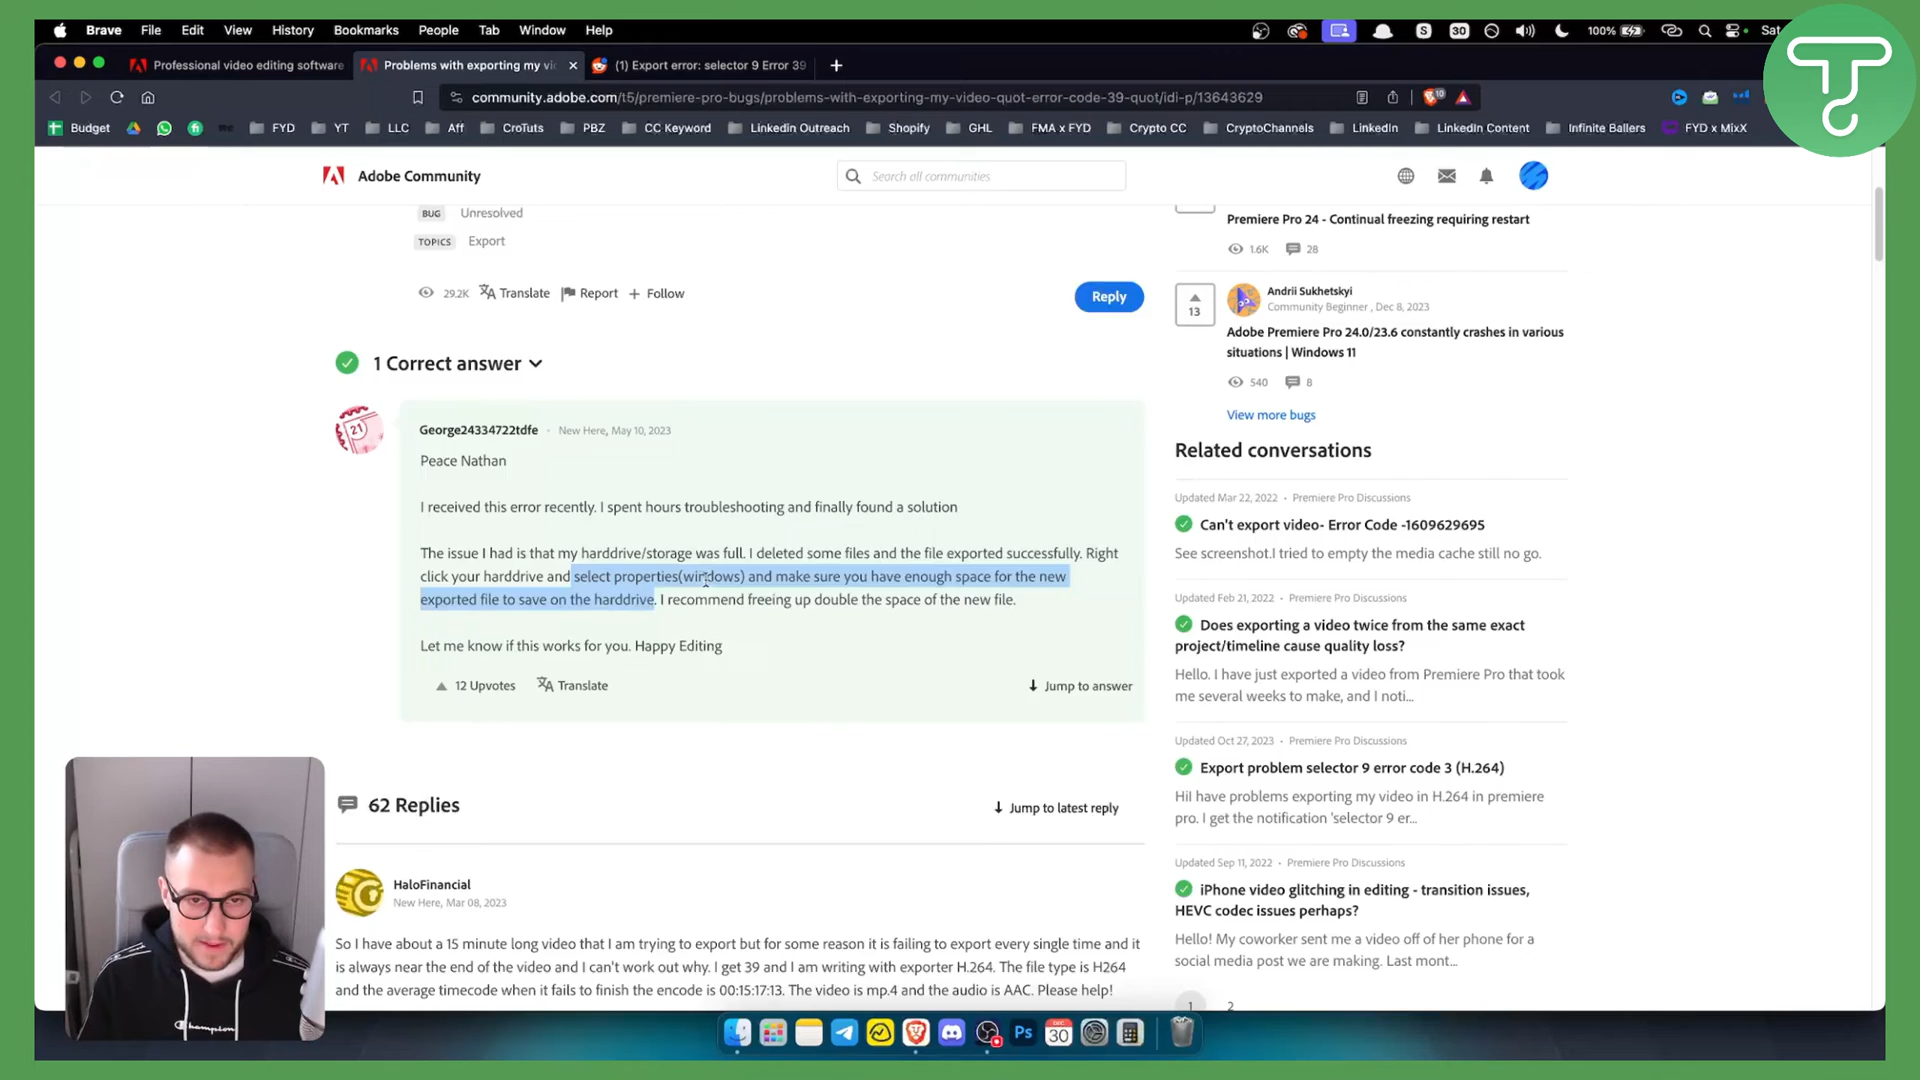 Brave File Edit View History Bookmarks People Tab Window Help
S 30 100% Sat
Professional video editing software
Problems with exporting my vi
(1) Export error: selector 9 Error 39
community.adobe.com/t5/premiere-pro-bugs/problems-with-exporting-my-video-quot-error-code-39-quot/idi-p/13643629
10
Budget FYD YT LLC Aff CroTuts PBZ CC Keyword Linkedin Outreach Shopify GHL FMA x FYD Crypto CC CryptoChannels LinkedIn LinkedIn Content Infinite Ballers FYD x MixX
Adobe Community
Search all communities
BUG Unresolved
TOPICS Export
29.2K Translate Report + Follow
Reply
1 Correct answer
George24334722tdfe · New Here, May 10, 2023
21
Peace Nathan
I received this error recently. I spent hours troubleshooting and finally found a solution
The issue I had is that my harddrive/storage was full. I deleted some files and the file exported successfully. Right
click your harddrive and select properties(windows) and make sure you have enough space for the new
exported file to save on the harddrive. I recommend freeing up double the space of the new file.
Let me know if this works for you. Happy Editing
12 Upvotes Translate
Jump to answer
62 Replies
Jump to latest reply
HaloFinancial
New Here, Mar 08, 2023
So I have about a 15 minute long video that I am trying to export but for some reason it is failing to export every single time and it
is always near the end of the video and I can't work out why. I get 39 and I am writing with exporter H.264. The file type is H264
and the average timecode when it fails to finish the encode is 00:15:17:13. The video is mp.4 and the audio is AAC. Please help!
Premiere Pro 24 - Continual freezing requiring restart
1.6K 28
13
Andrii Sukhetskyi
Community Beginner , Dec 8, 2023
Adobe Premiere Pro 24.0/23.6 constantly crashes in various
situations | Windows 11
540 8
View more bugs
Related conversations
Updated Mar 22, 2022 · Premiere Pro Discussions
Can't export video- Error Code -1609629695
See screenshot.I tried to empty the media cache still no go.
Updated Feb 21, 2022 · Premiere Pro Discussions
Does exporting a video twice from the same exact
project/timeline cause quality loss?
Hello. I have just exported a video from Premiere Pro that took
me several weeks to make, and I noti...
Updated Oct 27, 2023 · Premiere Pro Discussions
Export problem selector 9 error code 3 (H.264)
HiI have problems exporting my video in H.264 in premiere
pro. I get the notification 'selector 9 er...
Updated Sep 11, 2022 · Premiere Pro Discussions
iPhone video glitching in editing - transition issues,
HEVC codec issues perhaps?
Hello! My coworker sent me a video off of her phone for a
social media post we are making. Last mont...
1 2
Champion
Ps
DEC
30